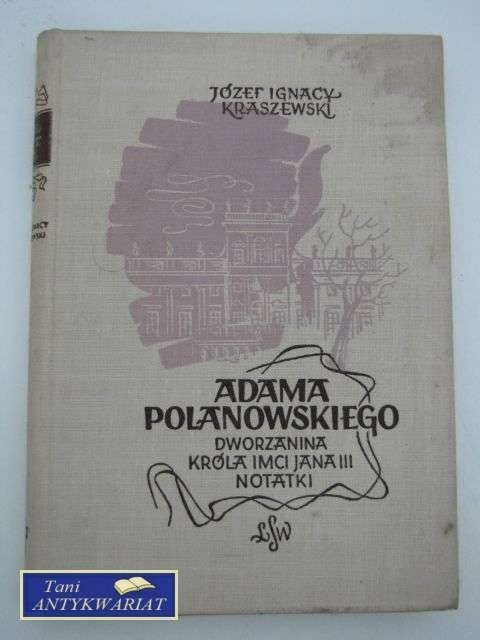 JÓZEF IGNACY
KRASZEWSKI
ADAMA
POLANOWSKIEGO
DWORZANINA
KRÓLA IMCI JANA III
NOTATKI
LSW
Tani
ANTYKWARIAT